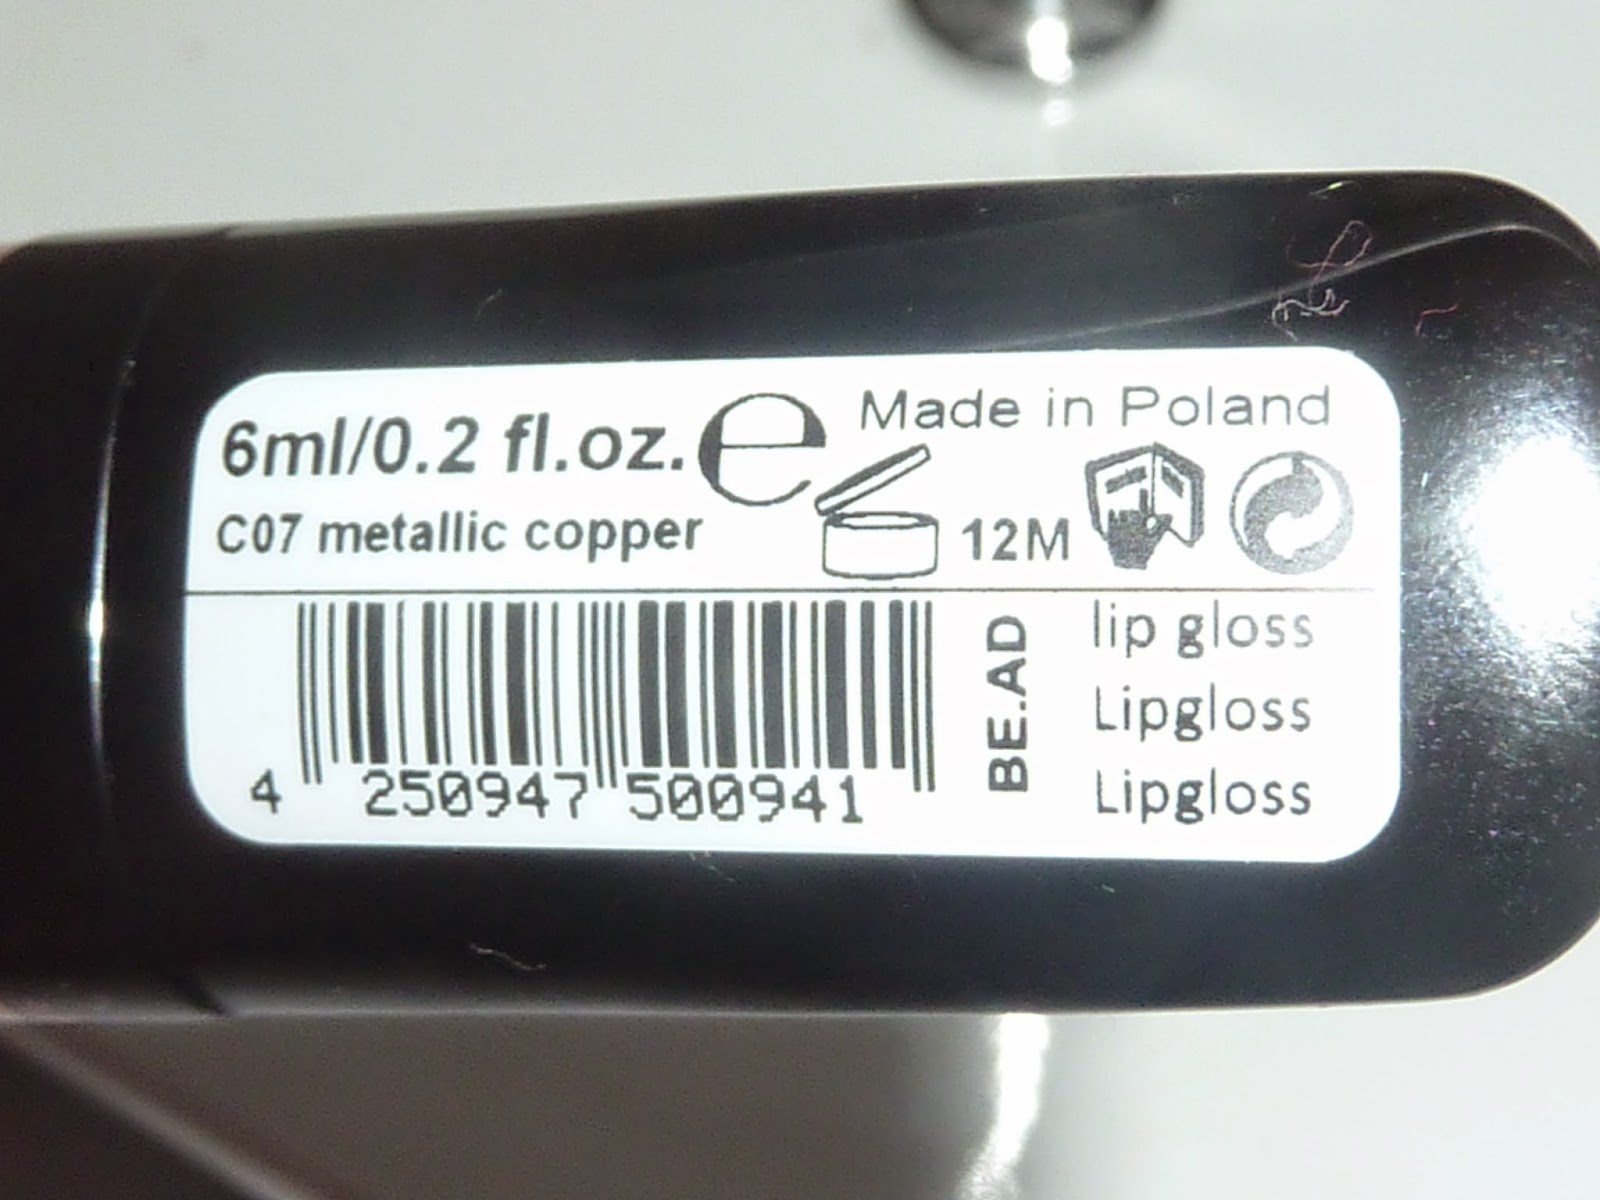 6ml/0.2 fl.oz. e Made in Poland
C07 metallic copper
12M
BE.AD
lip gloss
Lipgloss
Lipgloss
4 250947 500941